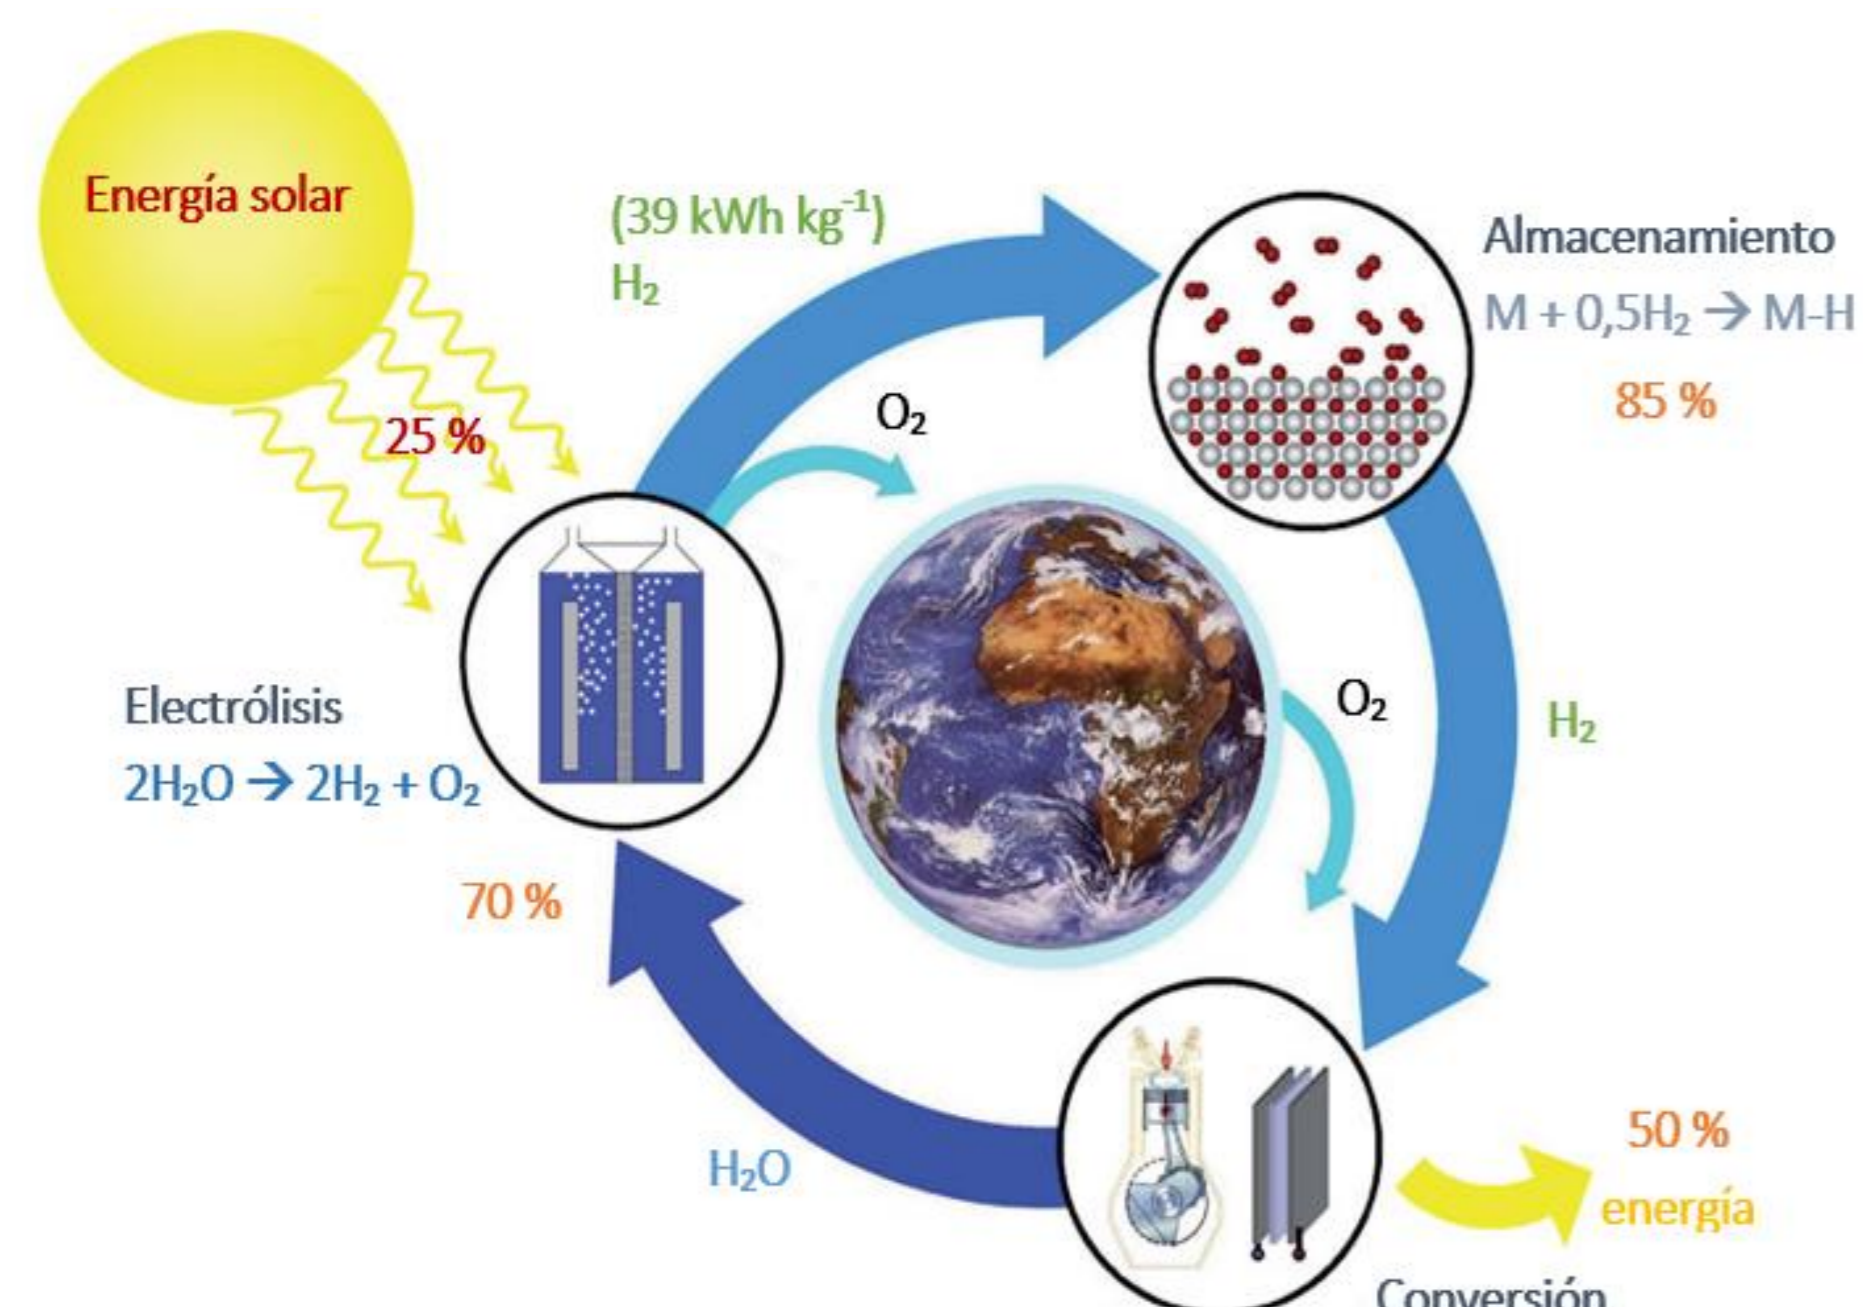 Energía solar
25 %
(39 kWh kg⁻¹)
H₂
O₂
Almacenamiento
M + 0,5H₂ → M-H
85 %
O₂
H₂
Electrólisis
2H₂O → 2H₂ + O₂
70 %
H₂O
50 %
energía
Conversión